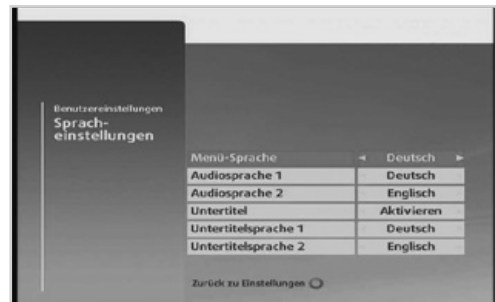 Benutzereinstellungen
Sprach-
einstellungen
Menü-Sprache Deutsch
Audiosprache 1 Deutsch
Audiosprache 2 Englisch
Untertitel Aktivieren
Untertitelsprache 1 Deutsch
Untertitelsprache 2 Englisch
Zurück zu Einstellungen